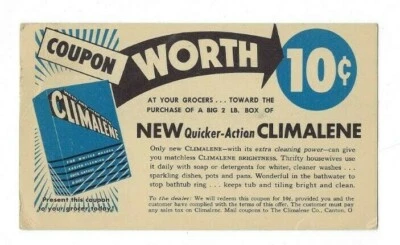 COUPON
WORTH
10¢
AT YOUR GROCERS ... TOWARD THE
PURCHASE OF A BIG 2 LB. BOX OF
NEW Quicker-Action CLIMALENE
Only new CLIMALENE—with its extra cleaning power—can
give you matchless CLIMALENE BRIGHTNESS. Thrifty housewives use
it daily with soap or detergents for whiter, cleaner washes ...
sparkling dishes, pots and pans. Wonderful in the bathwater to
stop bathtub ring ... keeps tub and tiling bright and clean.
To the dealer: We will redeem this coupon for 10¢, provided you and the
customer have complied with the terms of this offer. The customer must pay
any sales tax on Climalene. Mail coupons to The Climalene Co., Canton, O
CLIMALENE
FOR WHITER WASHES
Present this coupon
at your grocer, today.